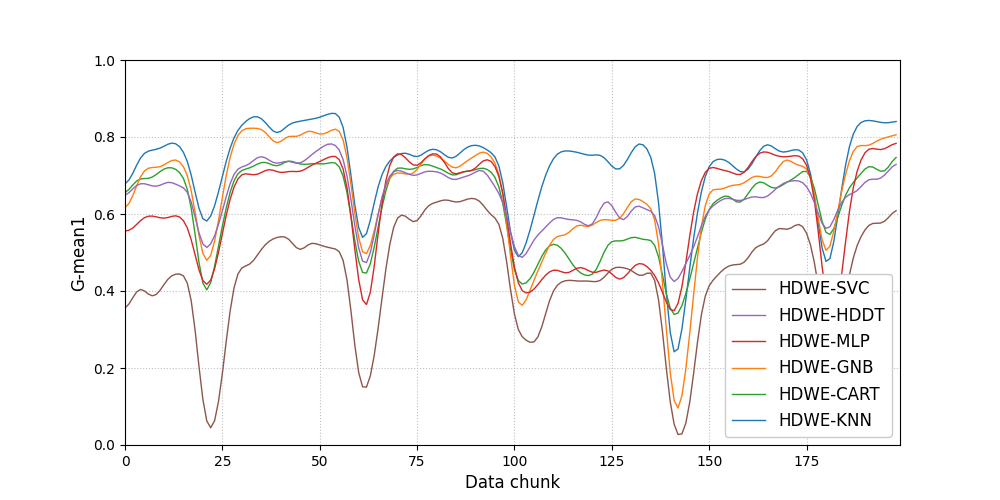 1.0
0.8
0.6
0.4
0.2
0.0
G-mean1
0 25 50 75 100 125 150 175
Data chunk
HDWE-SVC
HDWE-HDDT
HDWE-MLP
HDWE-GNB
HDWE-CART
HDWE-KNN